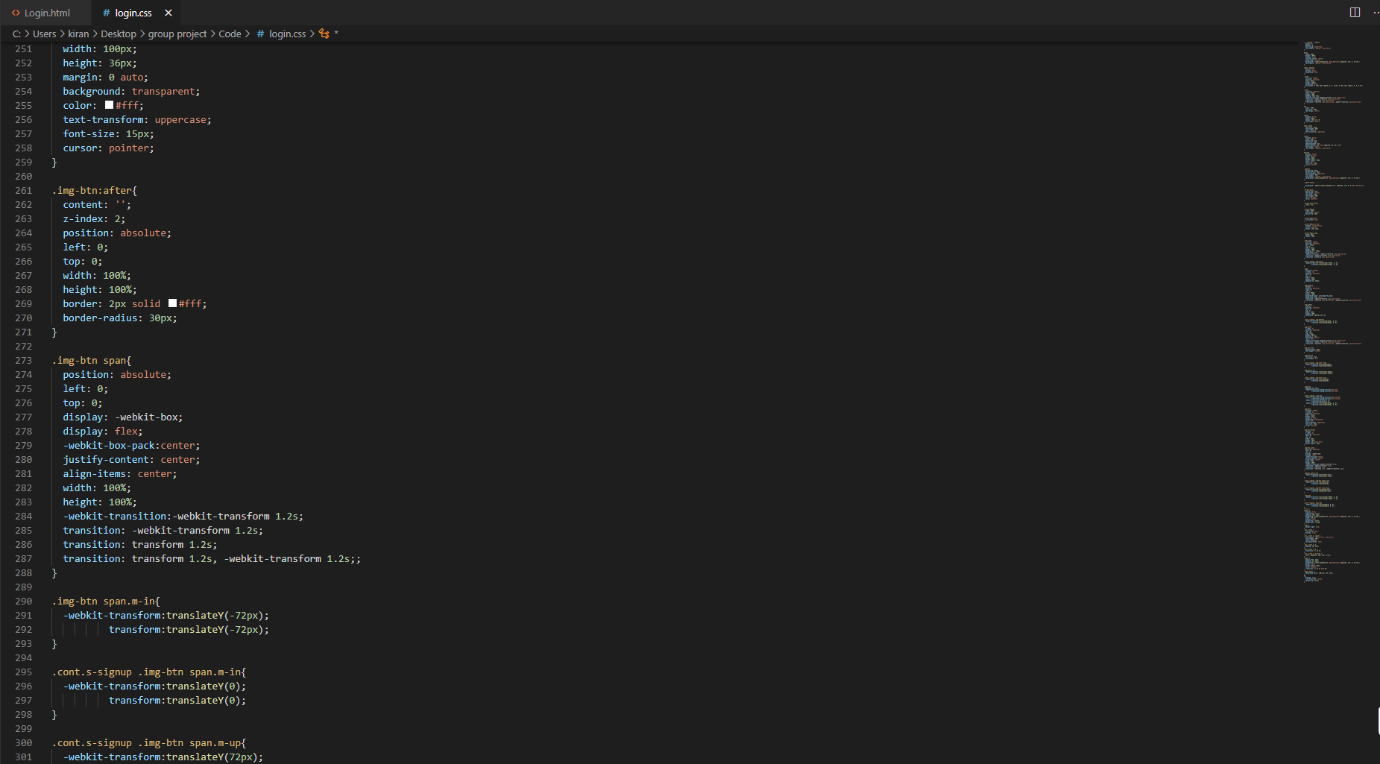 Login.html
# login.css
C: > Users > kiran > Desktop > group project > Code > # login.css > *
251 width: 100px;
252 height: 36px;
253 margin: 0 auto;
254 background: transparent;
255 color: #fff;
256 text-transform: uppercase;
257 font-size: 15px;
258 cursor: pointer;
259 }
260
261 .img-btn:after{
262 content: '';
263 z-index: 2;
264 position: absolute;
265 left: 0;
266 top: 0;
267 width: 100%;
268 height: 100%;
269 border: 2px solid #fff;
270 border-radius: 30px;
271 }
272
273 .img-btn span{
274 position: absolute;
275 left: 0;
276 top: 0;
277 display: -webkit-box;
278 display: flex;
279 -webkit-box-pack:center;
280 justify-content: center;
281 align-items: center;
282 width: 100%;
283 height: 100%;
284 -webkit-transition:-webkit-transform 1.2s;
285 transition: -webkit-transform 1.2s;
286 transition: transform 1.2s;
287 transition: transform 1.2s, -webkit-transform 1.2s;;
288 }
289
290 .img-btn span.m-in{
291 -webkit-transform:translateY(-72px);
292 transform:translateY(-72px);
293 }
294
295 .cont.s-signup .img-btn span.m-in{
296 -webkit-transform:translateY(0);
297 transform:translateY(0);
298 }
299
300 .cont.s-signup .img-btn span.m-up{
301 -webkit-transform:translateY(72px);